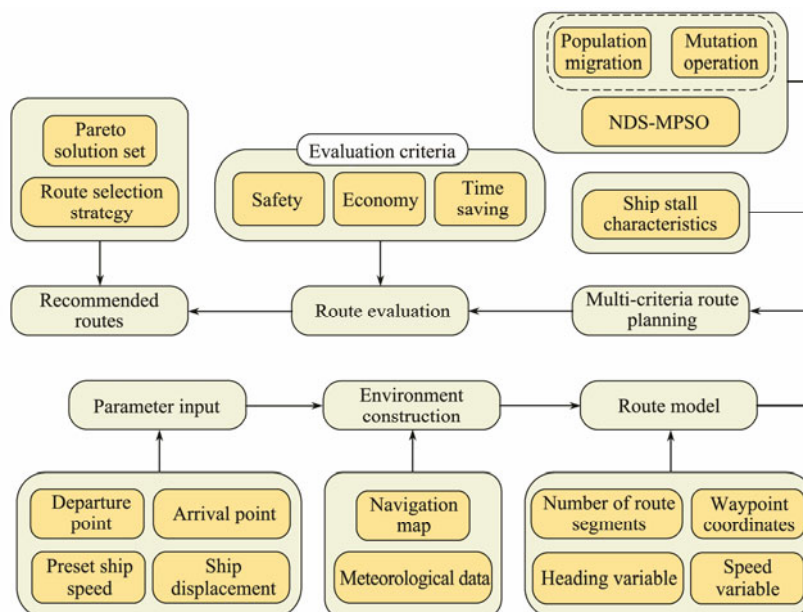 Population
migration
Mutation
operation
NDS-MPSO
Pareto
solution set
Route selection
strategy
Evaluation criteria
Safety
Economy
Time
saving
Ship stall
characteristics
Recommended
routes
Route evaluation
Multi-criteria route
planning
Parameter input
Environment
construction
Route model
Departure
point
Arrival point
Preset ship
speed
Ship
displacement
Navigation
map
Meteorological data
Number of route
segments
Waypoint
coordinates
Heading variable
Speed
variable